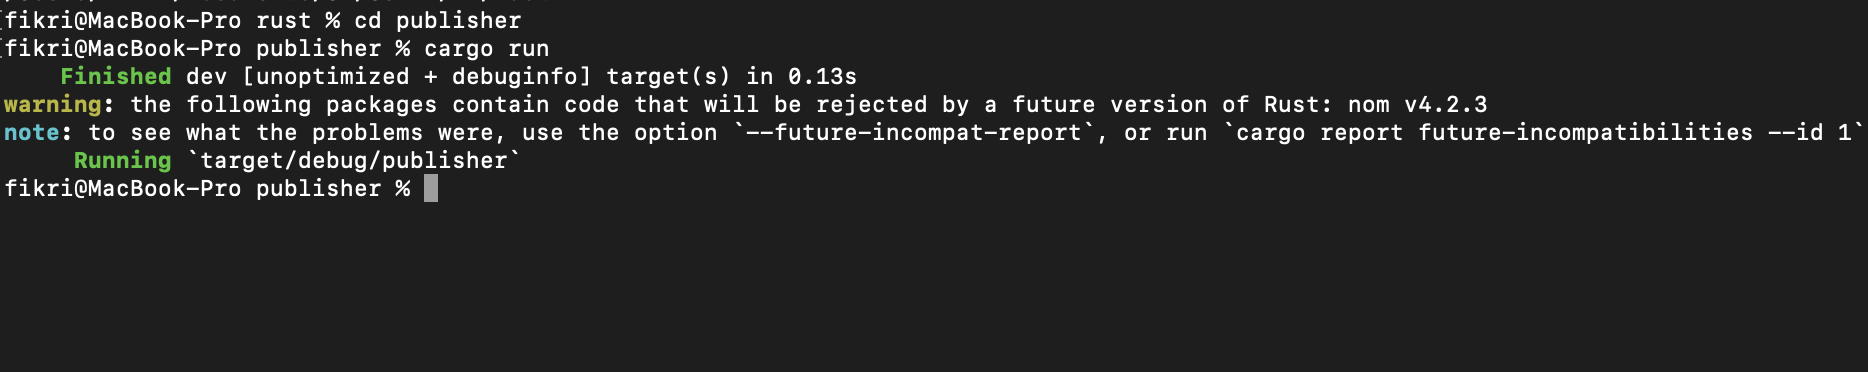 [fikri@MacBook-Pro rust % cd publisher
[fikri@MacBook-Pro publisher % cargo run
    Finished dev [unoptimized + debuginfo] target(s) in 0.13s
warning: the following packages contain code that will be rejected by a future version of Rust: nom v4.2.3
note: to see what the problems were, use the option `--future-incompat-report`, or run `cargo report future-incompatibilities --id 1`
     Running `target/debug/publisher`
fikri@MacBook-Pro publisher %